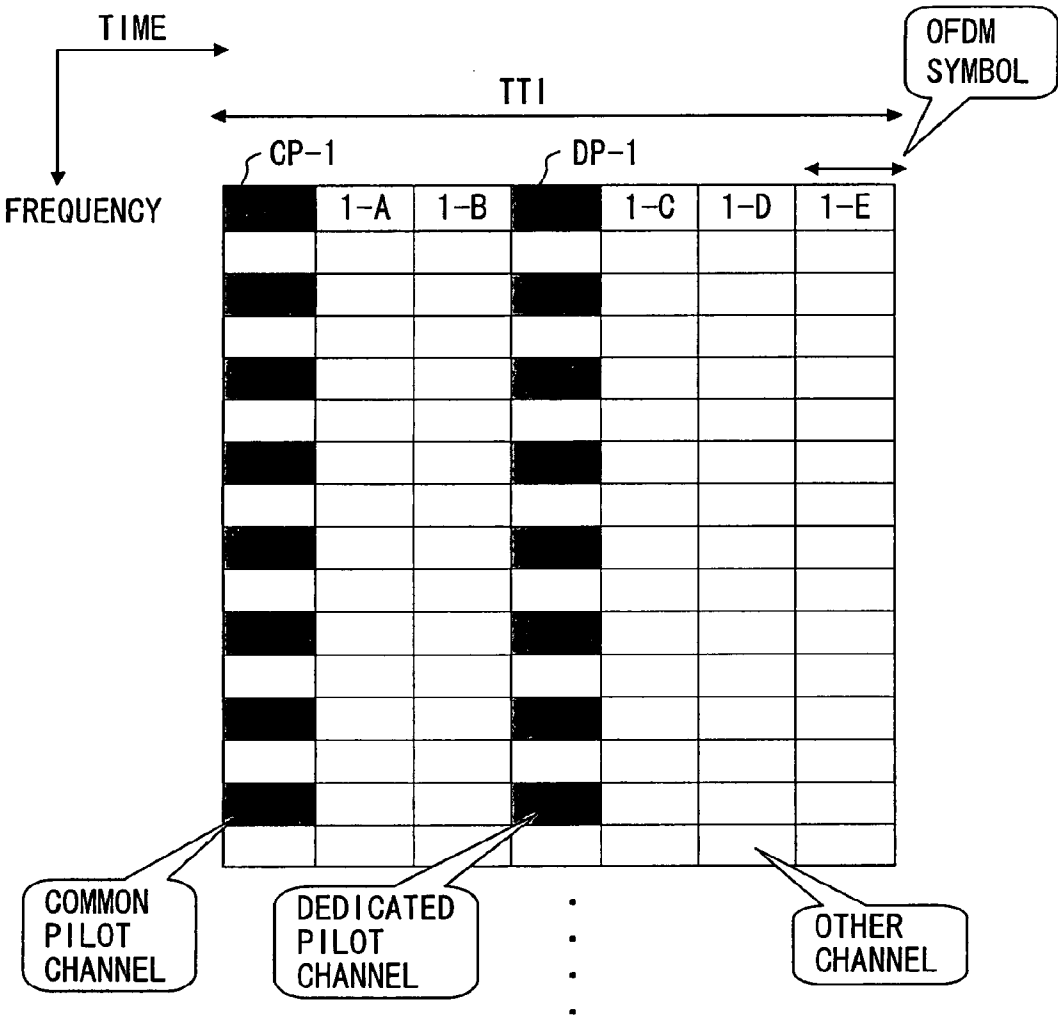 TIME
OFDM
SYMBOL
TTI
CP-1
DP-1
FREQUENCY
1-A 1-B 1-C 1-D 1-E
COMMON
PILOT
CHANNEL
DEDICATED
PILOT
CHANNEL
OTHER
CHANNEL